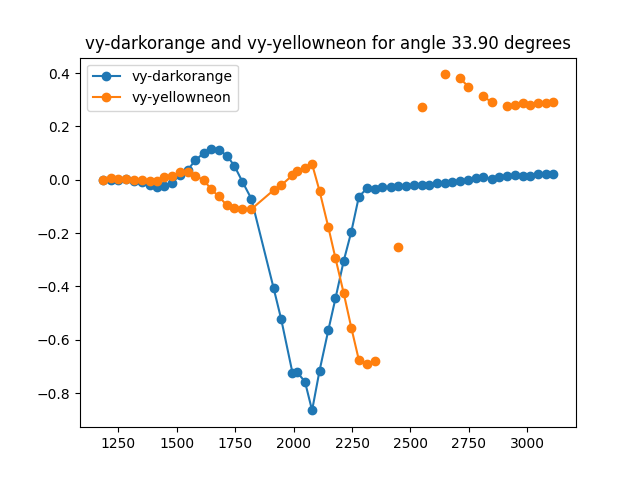 vy-darkorange and vy-yellowneon for angle 33.90 degrees
vy-darkorange
vy-yellowneon
0.4
0.2
0.0
−0.2
−0.4
−0.6
−0.8
1250 1500 1750 2000 2250 2500 2750 3000